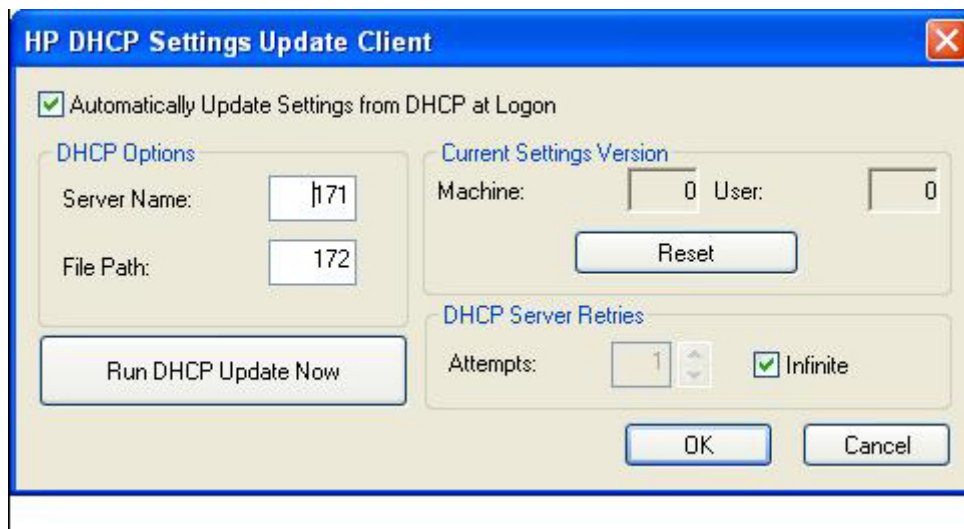 HP DHCP Settings Update Client
Automatically Update Settings from DHCP at Logon
DHCP Options
Server Name: 171
File Path: 172
Run DHCP Update Now
Current Settings Version
Machine: 0 User: 0
Reset
DHCP Server Retries
Attempts: 1 Infinite
OK Cancel